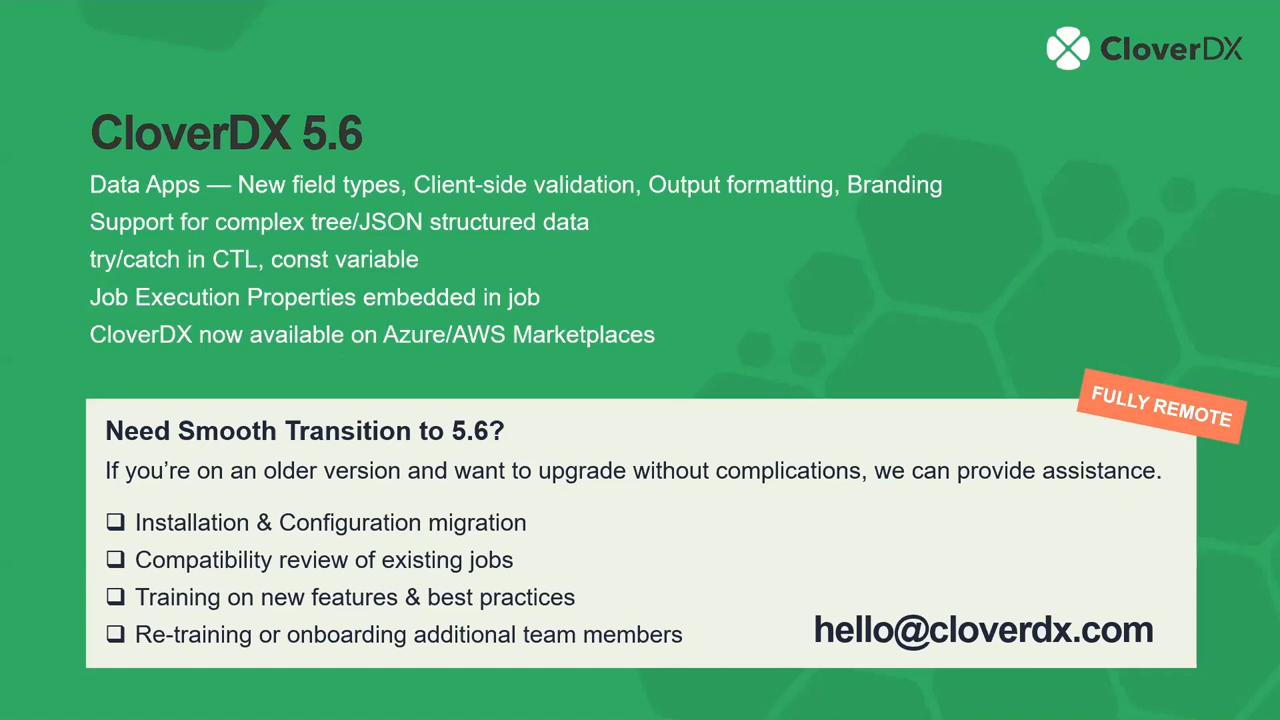 CloverDX
CloverDX 5.6
Data Apps — New field types, Client-side validation, Output formatting, Branding
Support for complex tree/JSON structured data
try/catch in CTL, const variable
Job Execution Properties embedded in job
CloverDX now available on Azure/AWS Marketplaces
FULLY REMOTE
Need Smooth Transition to 5.6?
If you’re on an older version and want to upgrade without complications, we can provide assistance.
❑ Installation & Configuration migration
❑ Compatibility review of existing jobs
❑ Training on new features & best practices
❑ Re-training or onboarding additional team members
hello@cloverdx.com